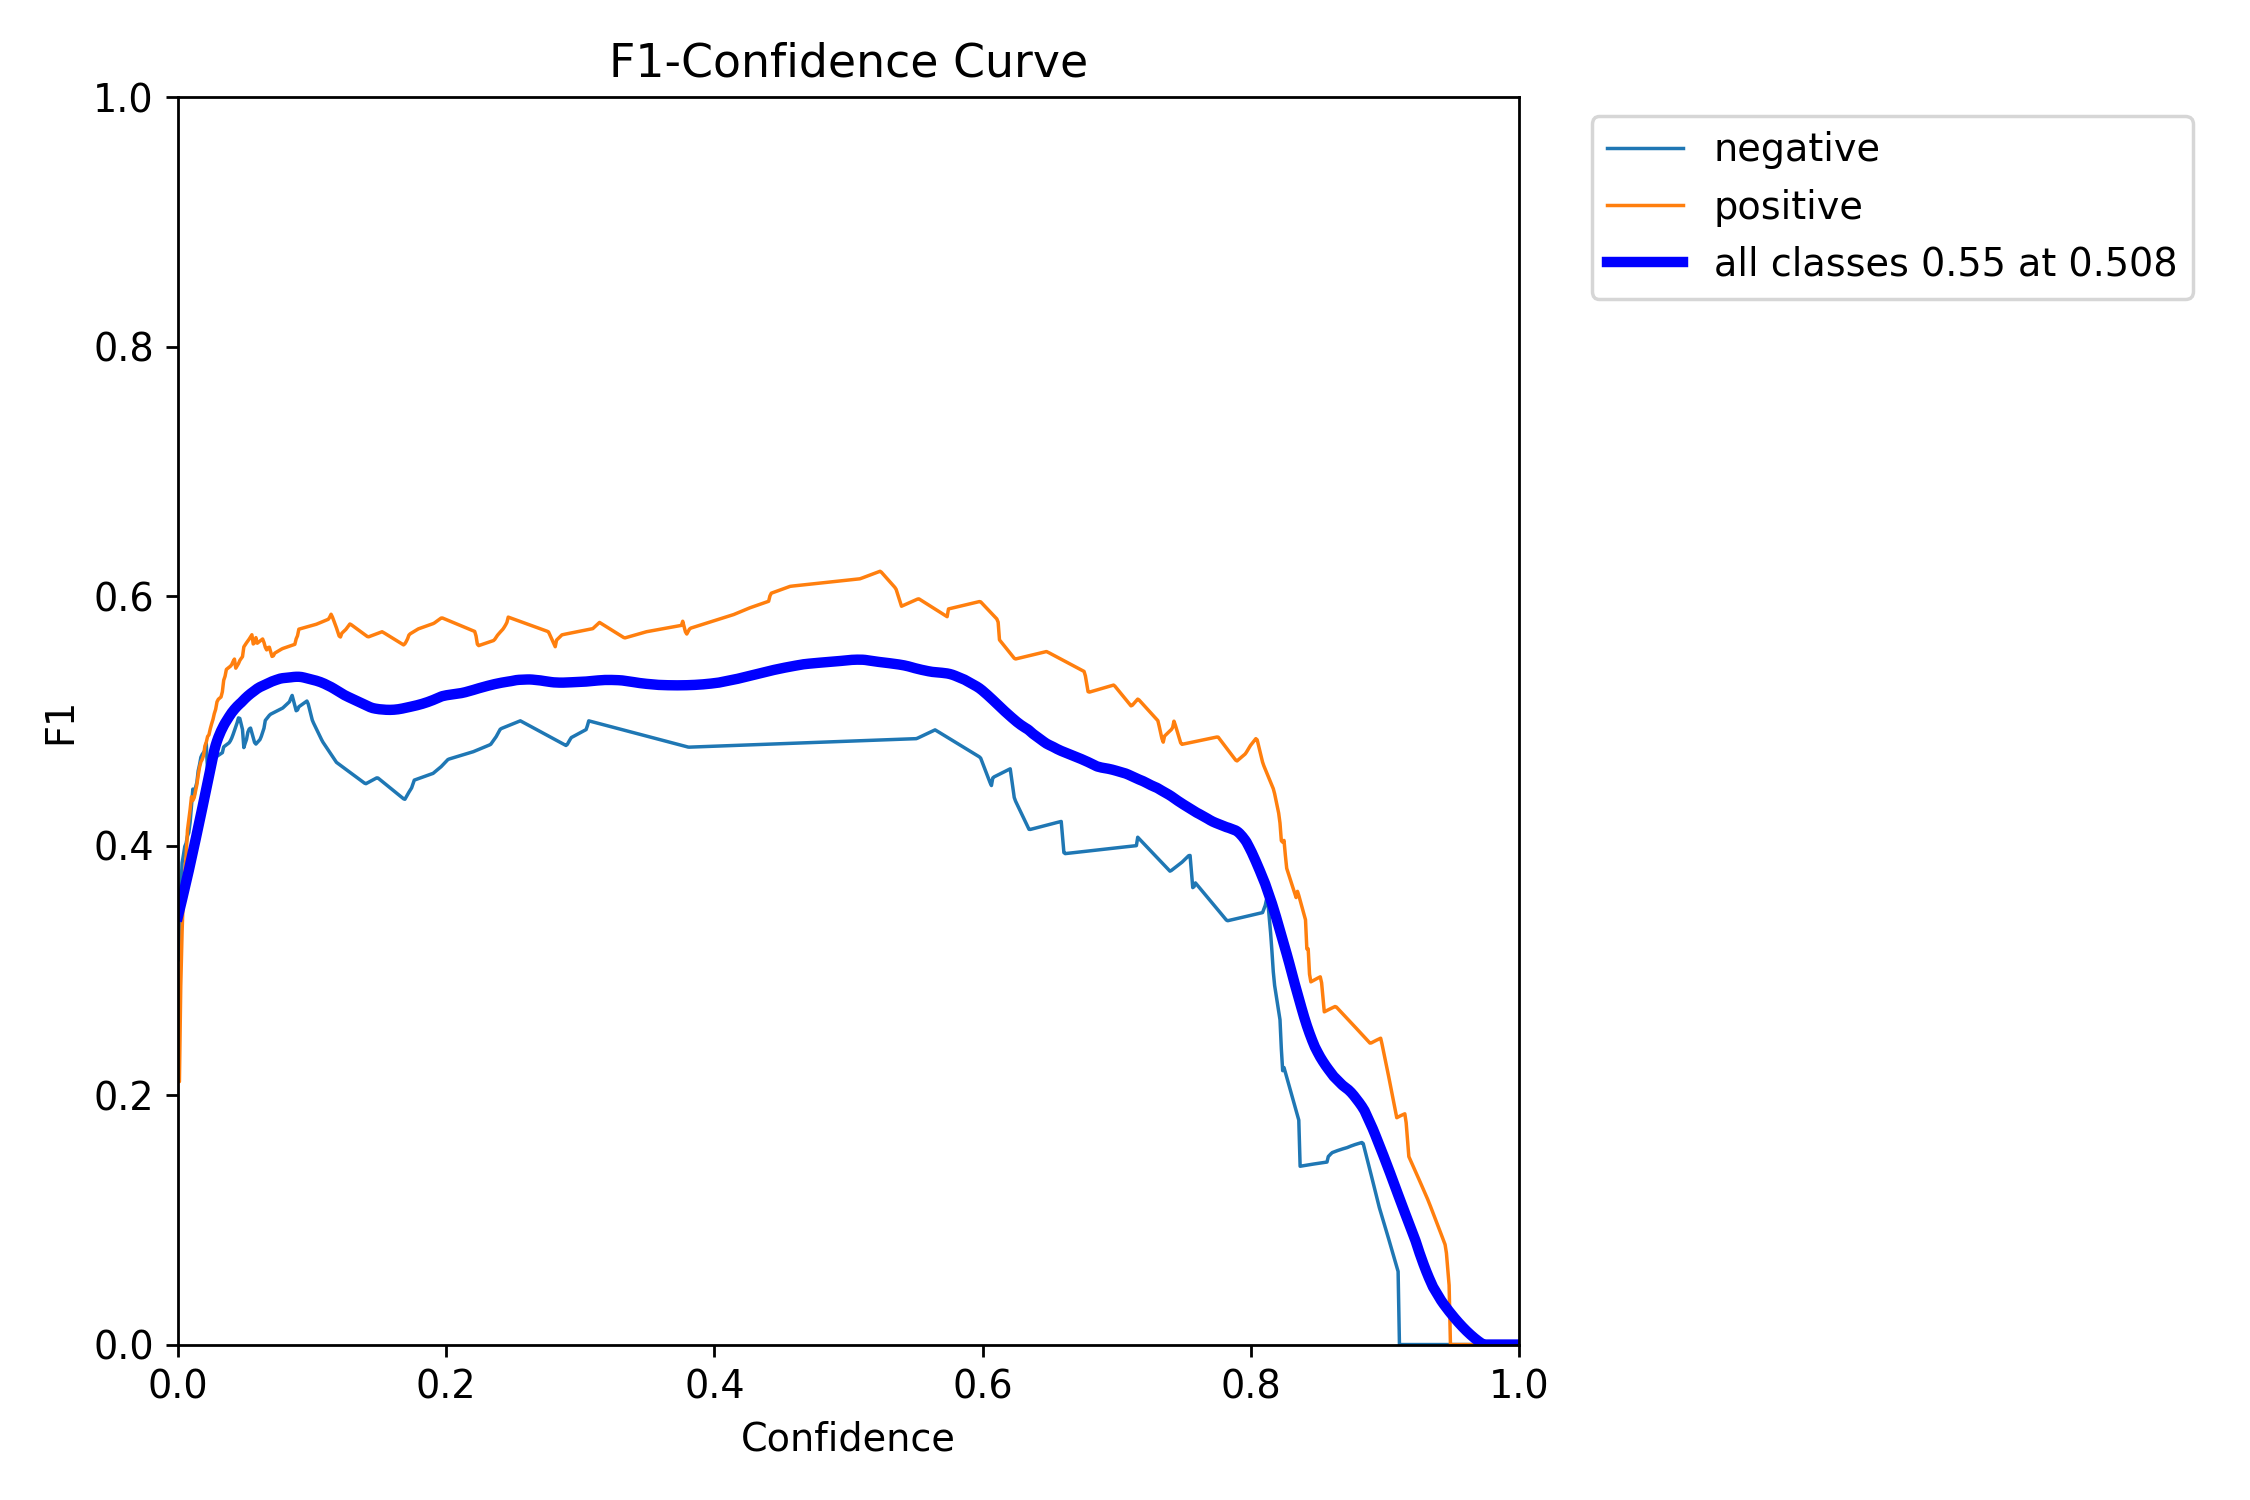 F1-Confidence Curve
1.0
0.8
0.6
0.4
0.2
0.0
F1
0.0 0.2 0.4 0.6 0.8 1.0
Confidence
negative
positive
all classes 0.55 at 0.508